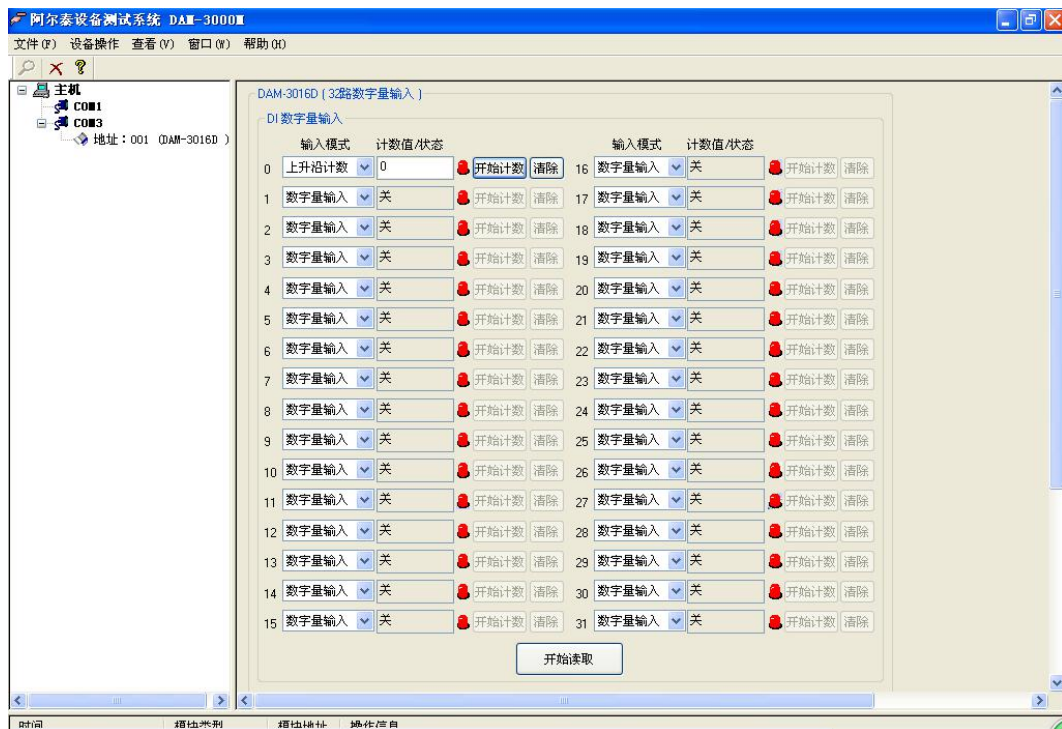 阿尔泰设备测试系统 DAM-3000M
文件(F) 设备操作 查看(V) 窗口(W) 帮助(H)
主机
COM1
COM3
地址：001 (DAM-3016D )
DAM-3016D ( 32路数字量输入 )
DI 数字量输入
输入模式 计数值/状态 输入模式 计数值/状态
0 上升沿计数 0 开始计数 清除 16 数字量输入 关 开始计数 清除
1 数字量输入 关 开始计数 清除 17 数字量输入 关 开始计数 清除
2 数字量输入 关 开始计数 清除 18 数字量输入 关 开始计数 清除
3 数字量输入 关 开始计数 清除 19 数字量输入 关 开始计数 清除
4 数字量输入 关 开始计数 清除 20 数字量输入 关 开始计数 清除
5 数字量输入 关 开始计数 清除 21 数字量输入 关 开始计数 清除
6 数字量输入 关 开始计数 清除 22 数字量输入 关 开始计数 清除
7 数字量输入 关 开始计数 清除 23 数字量输入 关 开始计数 清除
8 数字量输入 关 开始计数 清除 24 数字量输入 关 开始计数 清除
9 数字量输入 关 开始计数 清除 25 数字量输入 关 开始计数 清除
10 数字量输入 关 开始计数 清除 26 数字量输入 关 开始计数 清除
11 数字量输入 关 开始计数 清除 27 数字量输入 关 开始计数 清除
12 数字量输入 关 开始计数 清除 28 数字量输入 关 开始计数 清除
13 数字量输入 关 开始计数 清除 29 数字量输入 关 开始计数 清除
14 数字量输入 关 开始计数 清除 30 数字量输入 关 开始计数 清除
15 数字量输入 关 开始计数 清除 31 数字量输入 关 开始计数 清除
开始读取
时间 模块类型 模块地址 操作信息